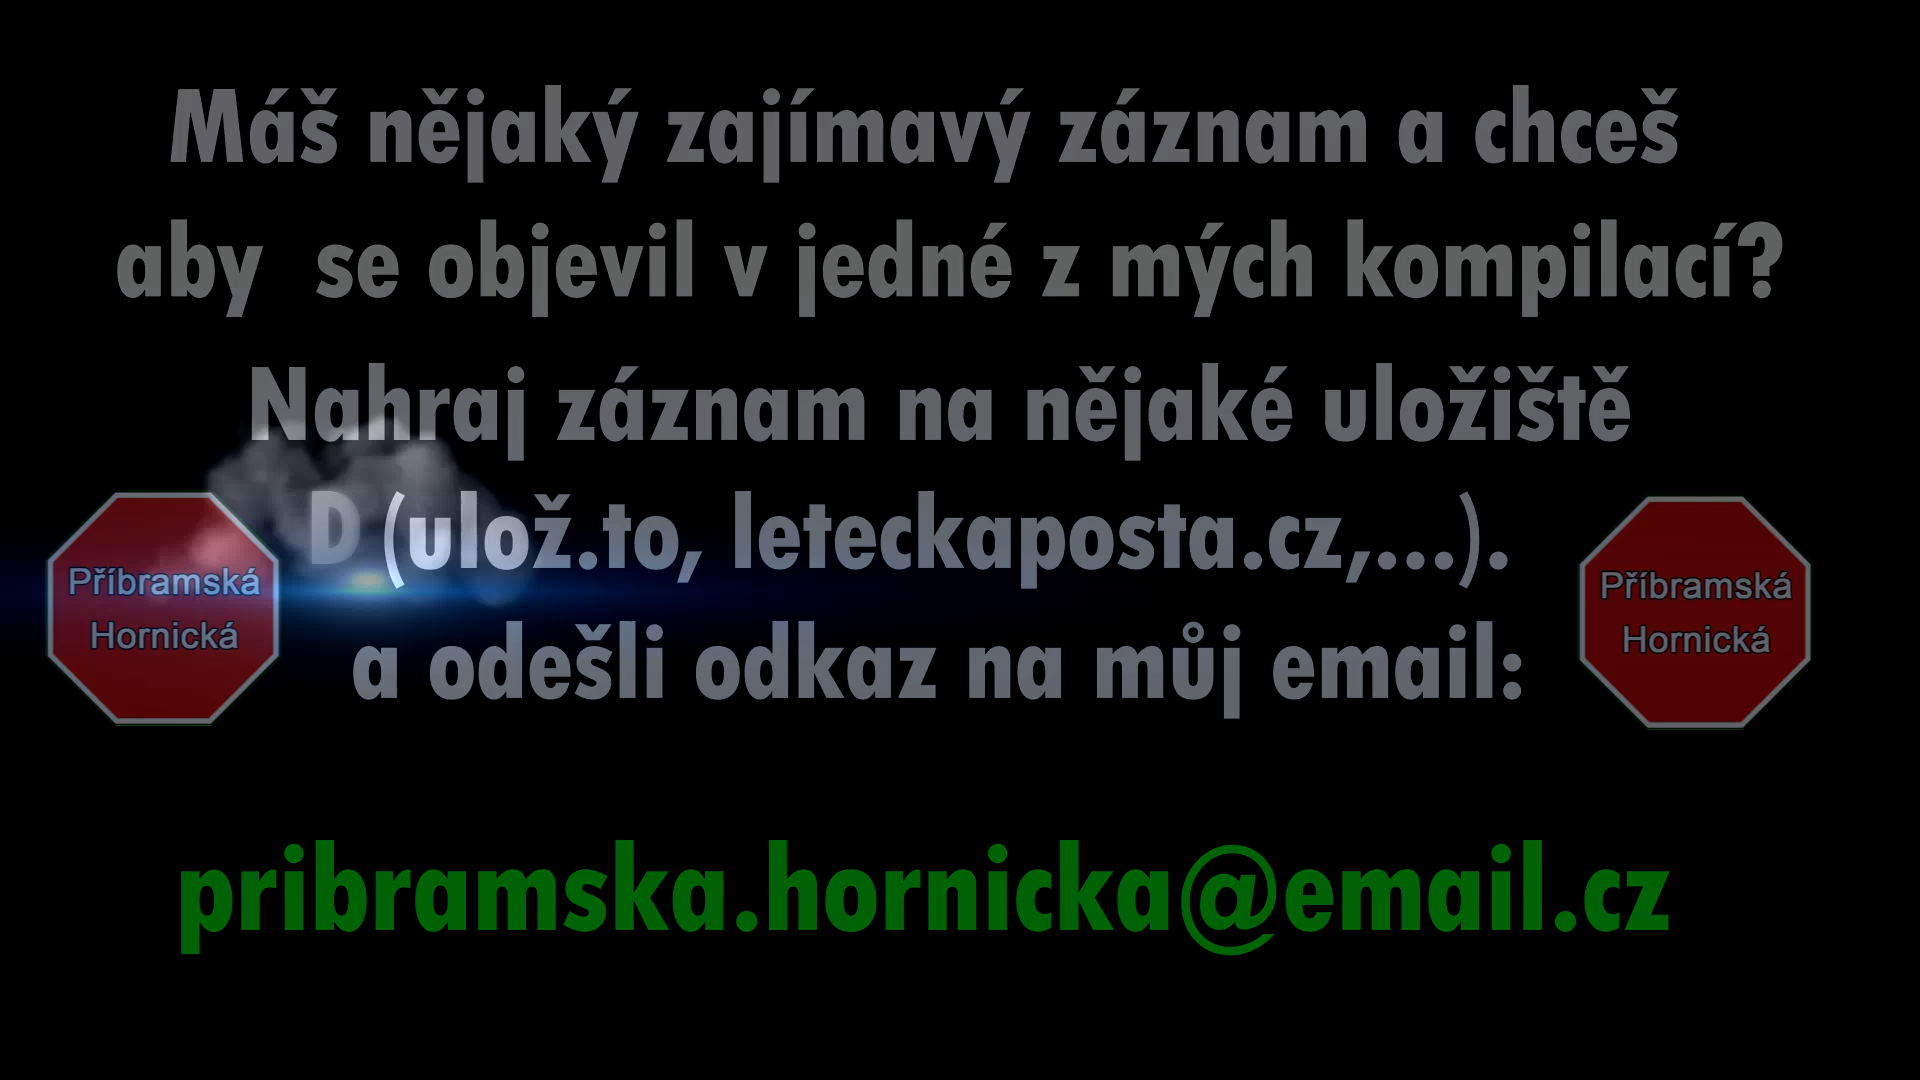 Máš nějaký zajímavý záznam a chceš
aby se objevil v jedné z mých kompilací?
Nahraj záznam na nějaké uložiště
D (ulož.to, leteckaposta.cz,...).
Příbramská
Hornická
Příbramská
Hornická
a odešli odkaz na můj email:
pribramska.hornicka@email.cz